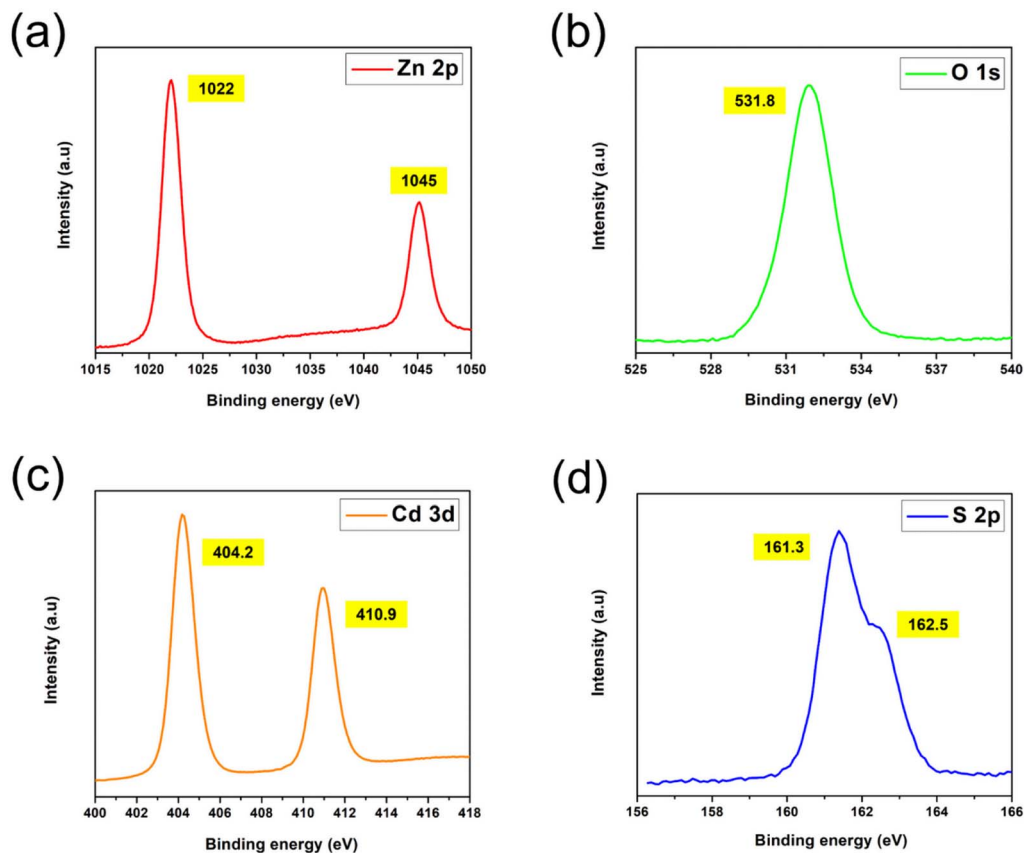 (a)
Zn 2p
1022
1045
Intensity (a.u)
1015 1020 1025 1030 1035 1040 1045 1050
Binding energy (eV)
(b)
O 1s
531.8
Intensity (a.u)
525 528 531 534 537 540
Binding energy (eV)
(c)
Cd 3d
404.2
410.9
Intensity (a.u)
400 402 404 406 408 410 412 414 416 418
Binding energy (eV)
(d)
S 2p
161.3
162.5
Intensity (a.u)
156 158 160 162 164 166
Binding energy (eV)